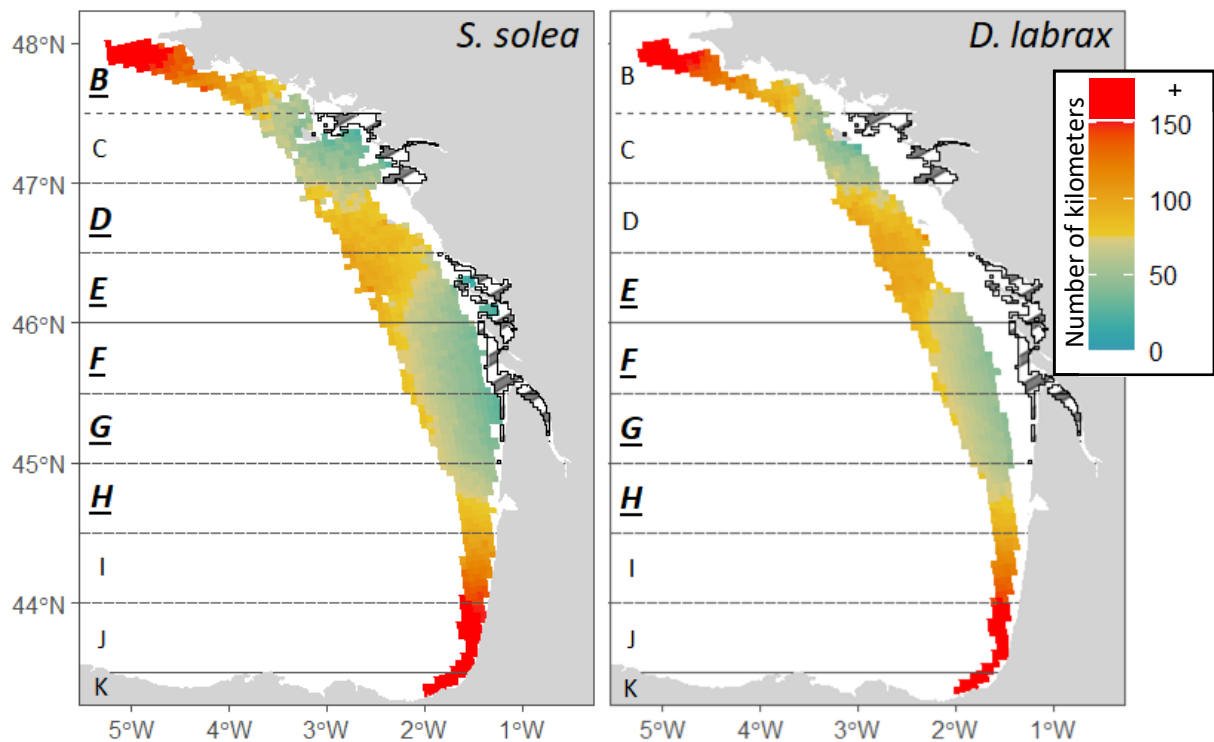 S. solea
D. labrax
48°N
47°N
46°N
45°N
44°N
B
C
D
E
F
G
H
I
J
K
B
C
D
E
F
G
H
I
J
K
5°W
4°W
3°W
2°W
1°W
5°W
4°W
3°W
2°W
1°W
Number of kilometers
+
150
100
50
0